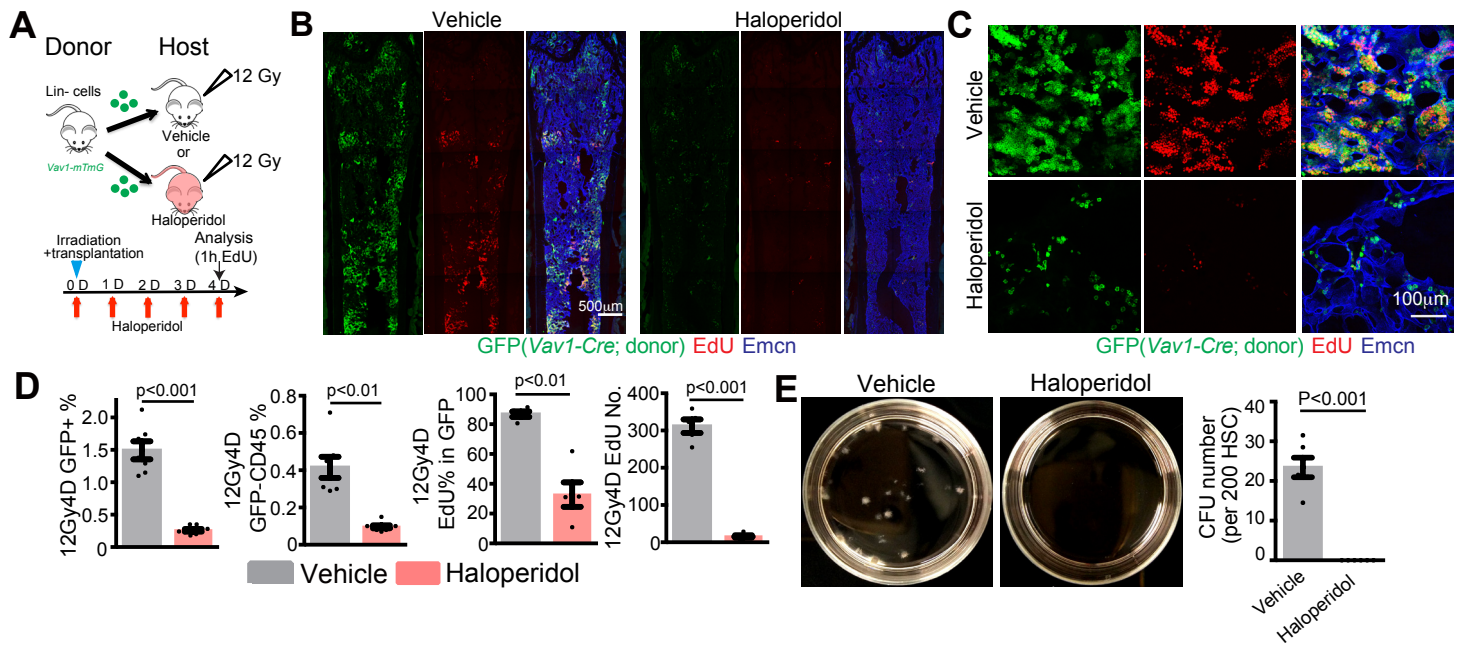 A
Donor
Host
12 Gy
Lin- cells
Vehicle
or
12 Gy
Vav1-mTmG
Haloperidol
Irradiation
+transplantation
Analysis
(1h EdU)
0 D
1 D
2 D
3 D
4 D
Haloperidol
B
Vehicle
Haloperidol
500μm
GFP(Vav1-Cre; donor) EdU Emcn
C
Vehicle
Haloperidol
100μm
GFP(Vav1-Cre; donor) EdU Emcn
D
p<0.001
12Gy4D GFP+ %
2.0
1.5
1.0
0.5
0
p<0.01
12Gy4D
GFP-CD45 %
0.8
0.6
0.4
0.2
0
p<0.01
12Gy4D
EdU% in GFP
100
80
60
40
20
0
p<0.001
12Gy4D EdU No.
400
300
200
100
0
Vehicle
Haloperidol
E
Vehicle
Haloperidol
P<0.001
CFU number
(per 200 HSC)
40
30
20
10
0
Vehicle
Haloperidol